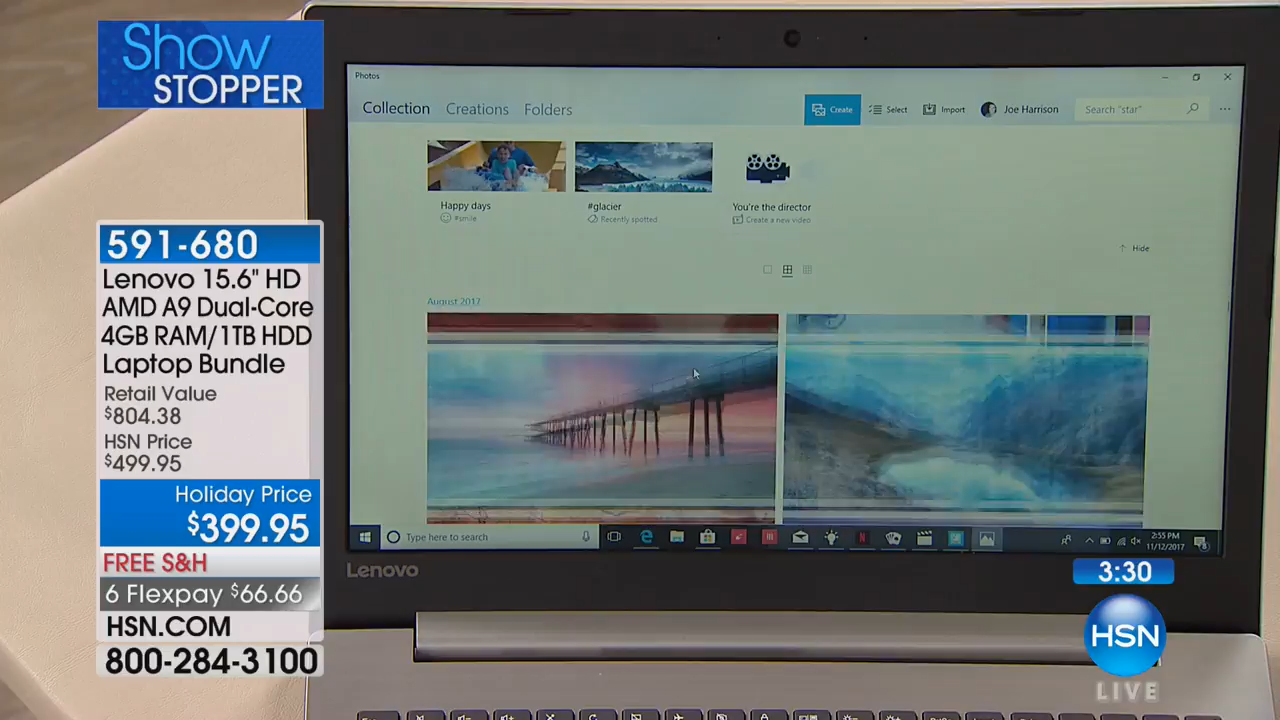 Show
STOPPER
591-680
Lenovo 15.6" HD
AMD A9 Dual-Core
4GB RAM/1TB HDD
Laptop Bundle
Retail Value
$804.38
HSN Price
$499.95
Holiday Price
$399.95
FREE S&H
6 Flexpay $66.66
HSN.COM
800-284-3100
Photos
Collection Creations Folders
Create Select Import Joe Harrison Search "star"
Happy days
#smile
#glacier
Recently spotted
You're the director
Create a new video
Hide
August 2017
Type here to search
2:55 PM
11/12/2017
Lenovo
3:30
HSN
LIVE